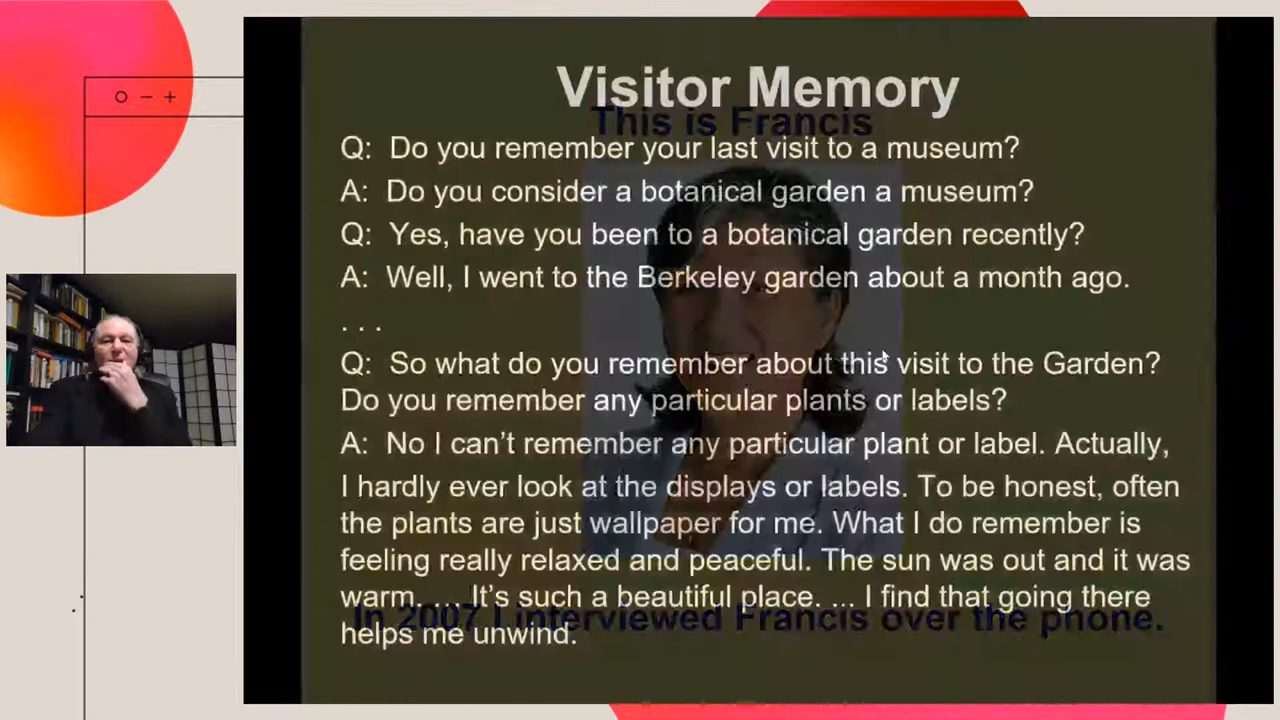 Visitor Memory
This is Francis
Q: Do you remember your last visit to a museum?
A: Do you consider a botanical garden a museum?
Q: Yes, have you been to a botanical garden recently?
A: Well, I went to the Berkeley garden about a month ago.
. . .
Q: So what do you remember about this visit to the Garden?
Do you remember any particular plants or labels?
A: No I can't remember any particular plant or label. Actually,
I hardly ever look at the displays or labels. To be honest, often
the plants are just wallpaper for me. What I do remember is
feeling really relaxed and peaceful. The sun was out and it was
warm. ... It's such a beautiful place. ... I find that going there
In 2007 I interviewed Francis over the phone.
helps me unwind.